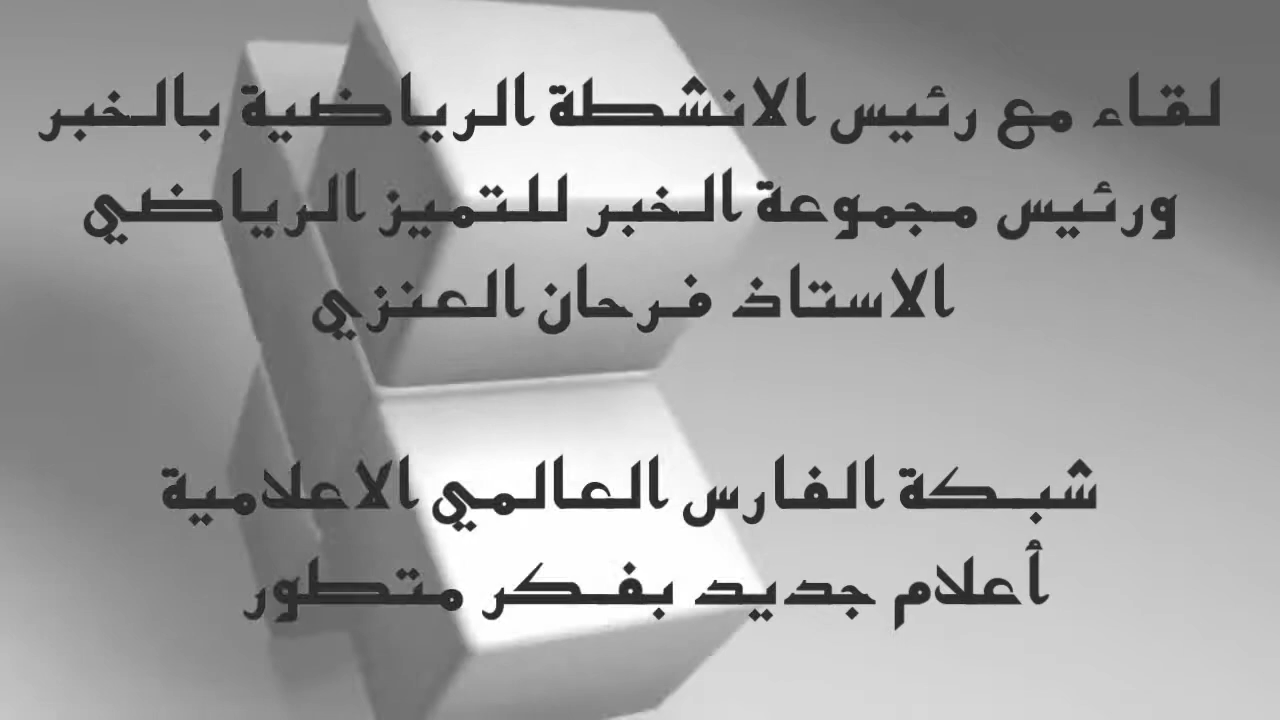 لقاء مع رئيس الانشطة الرياضية بالخبر
ورئيس مجموعة الخبر للتميز الرياضي
الاستاذ فرحان العنزي
شبكة الفارس العالمي الاعلامية
أعلام جديد بفكر متطور